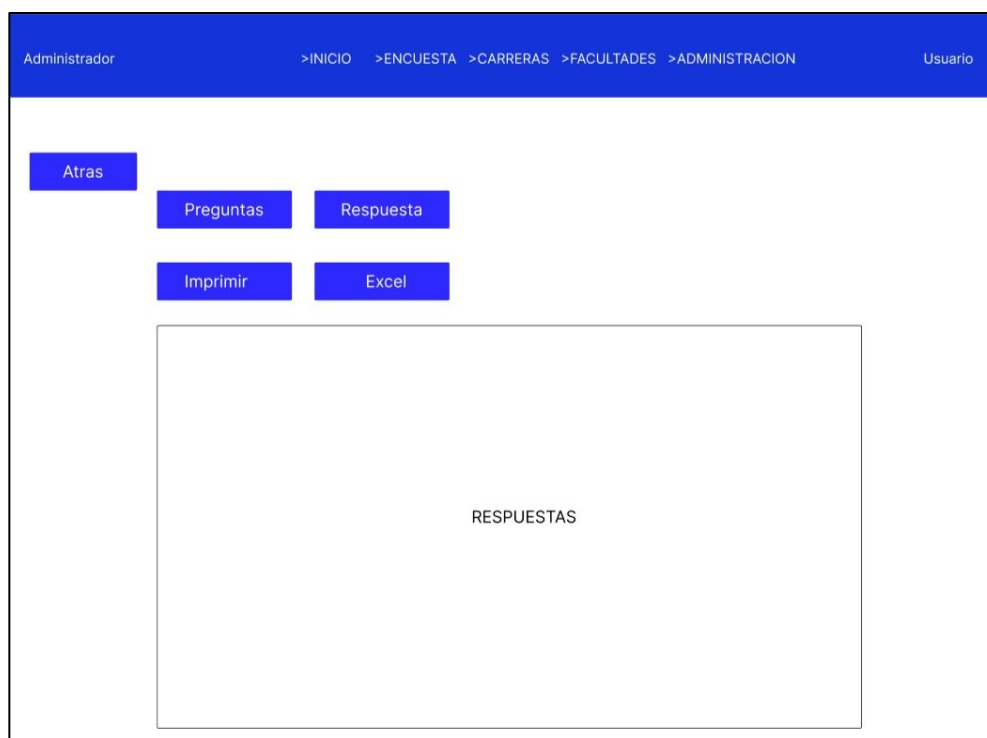 Administrador >INICIO >ENCUESTA >CARRERAS >FACULTADES >ADMINISTRACION Usuario
Atras
Preguntas Respuesta
Imprimir Excel
RESPUESTAS